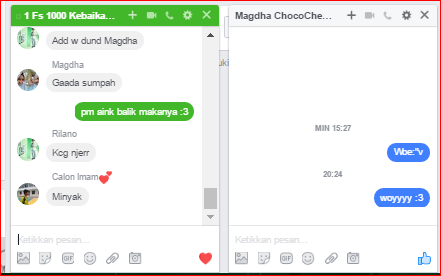 1 Fs 1000 Kebaika...
Add w dund Magdha
Magdha
Gaada sumpah
pm aink balik makanya :3
Rilano
Kcg njerr
Calon Imam
Minyak
Ketikkan pesan...
GIF
Magdha ChocoChe...
MIN 15:27
Wbe:"v
20:24
woyyyy :3
Ketikkan pesan...
GIF